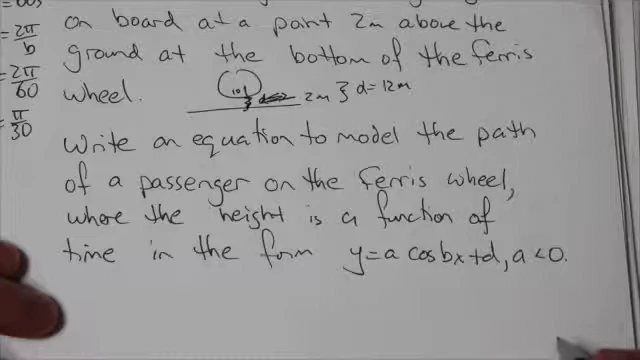 on board at a point 2m above the
= 2π/b
ground at the bottom of the ferris
= 2π/60
wheel. 10 2m } d=12m
= π/30
Write an equation to model the path
of a passenger on the ferris wheel,
where the height is a function of
time in the form y=a cos bx+d, a<0.